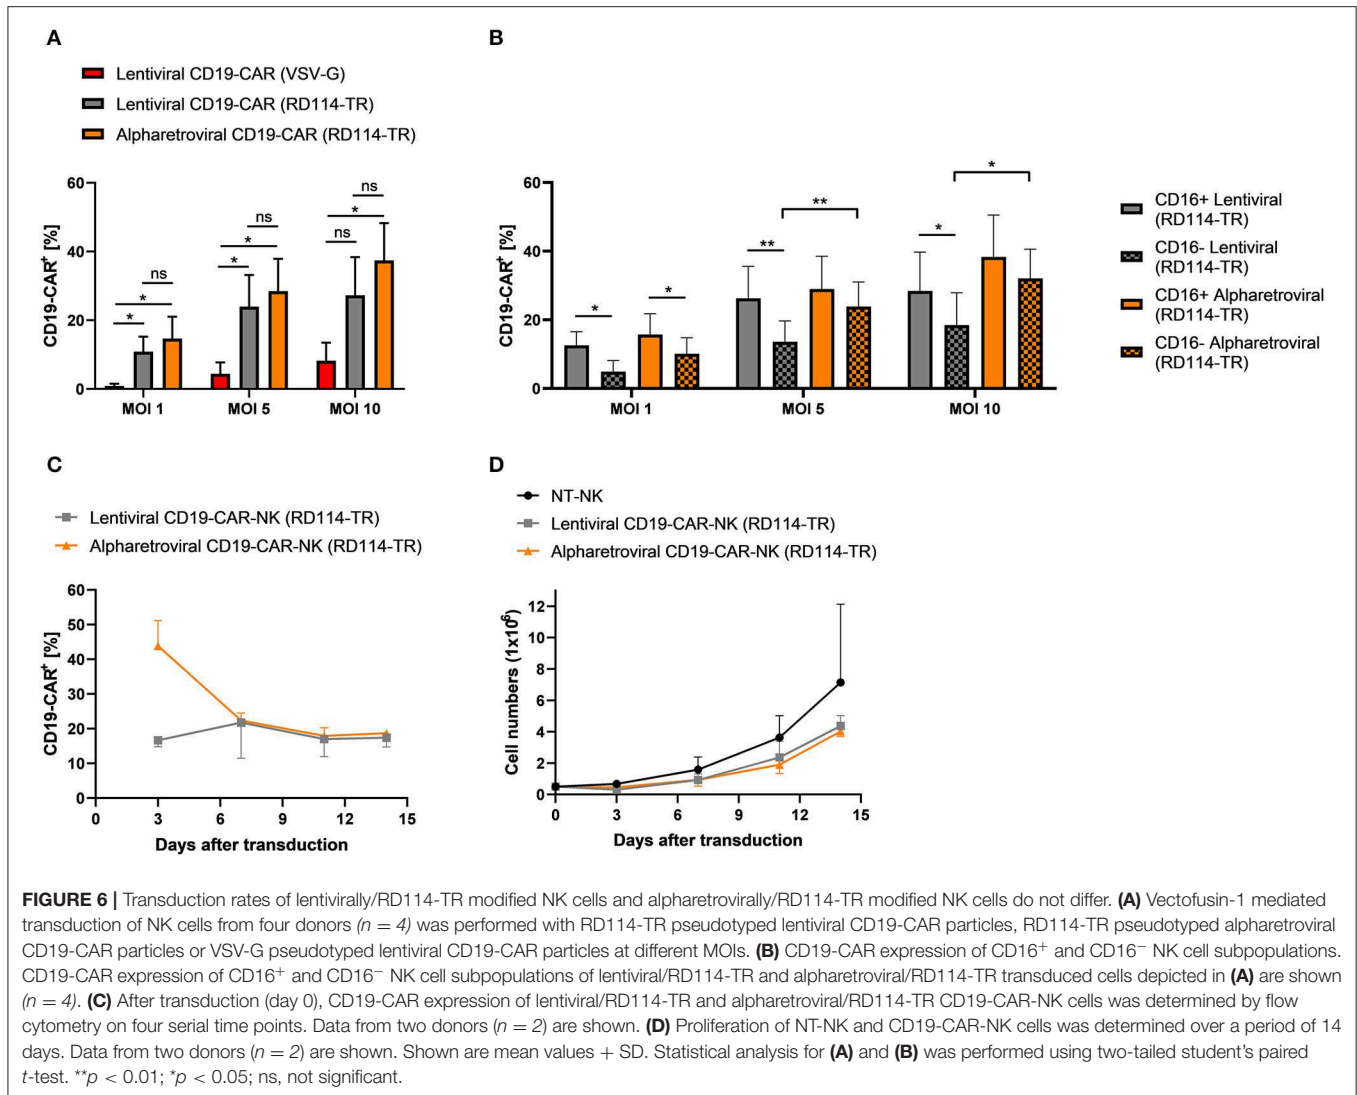 A
Lentiviral CD19-CAR (VSV-G)
Lentiviral CD19-CAR (RD114-TR)
Alpharetroviral CD19-CAR (RD114-TR)
CD19-CAR+ [%]
60
40
20
0
*
*
ns
*
*
ns
ns
*
ns
MOI 1
MOI 5
MOI 10
B
CD19-CAR+ [%]
60
40
20
0
*
*
**
**
*
*
MOI 1
MOI 5
MOI 10
CD16+ Lentiviral
(RD114-TR)
CD16- Lentiviral
(RD114-TR)
CD16+ Alpharetroviral
(RD114-TR)
CD16- Alpharetroviral
(RD114-TR)
C
Lentiviral CD19-CAR-NK (RD114-TR)
Alpharetroviral CD19-CAR-NK (RD114-TR)
CD19-CAR+ [%]
60
50
40
30
20
10
0
0 3 6 9 12 15
Days after transduction
D
NT-NK
Lentiviral CD19-CAR-NK (RD114-TR)
Alpharetroviral CD19-CAR-NK (RD114-TR)
Cell numbers (1x10⁶)
12
8
6
4
2
0
0 3 6 9 12 15
Days after transduction
FIGURE 6 | Transduction rates of lentivirally/RD114-TR modified NK cells and alpharetrovirally/RD114-TR modified NK cells do not differ. (A) Vectofusin-1 mediated
transduction of NK cells from four donors (n = 4) was performed with RD114-TR pseudotyped lentiviral CD19-CAR particles, RD114-TR pseudotyped alpharetroviral
CD19-CAR particles or VSV-G pseudotyped lentiviral CD19-CAR particles at different MOIs. (B) CD19-CAR expression of CD16+ and CD16− NK cell subpopulations.
CD19-CAR expression of CD16+ and CD16− NK cell subpopulations of lentiviral/RD114-TR and alpharetroviral/RD114-TR transduced cells depicted in (A) are shown
(n = 4). (C) After transduction (day 0), CD19-CAR expression of lentiviral/RD114-TR and alpharetroviral/RD114-TR CD19-CAR-NK cells was determined by flow
cytometry on four serial time points. Data from two donors (n = 2) are shown. (D) Proliferation of NT-NK and CD19-CAR-NK cells was determined over a period of 14
days. Data from two donors (n = 2) are shown. Shown are mean values + SD. Statistical analysis for (A) and (B) was performed using two-tailed student's paired
t-test. **p < 0.01; *p < 0.05; ns, not significant.